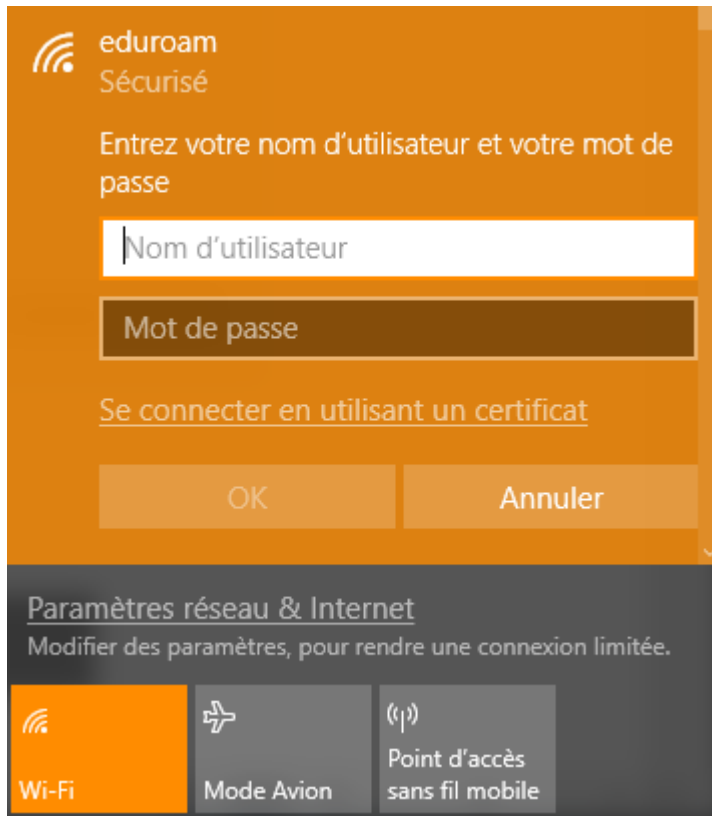 eduroam
Sécurisé
Entrez votre nom d’utilisateur et votre mot de
passe
Nom d’utilisateur
Mot de passe
Se connecter en utilisant un certificat
OK
Annuler
Paramètres réseau & Internet
Modifier des paramètres, pour rendre une connexion limitée.
Wi-Fi
Mode Avion
Point d’accès
sans fil mobile